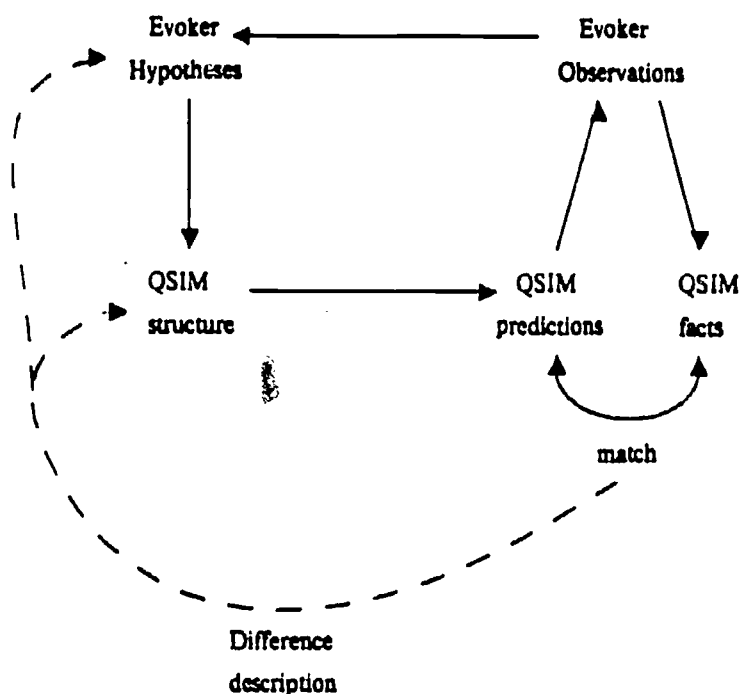 Evoker
Hypotheses
Evoker
Observations
QSIM
structure
QSIM
predictions
QSIM
facts
match
Difference
description